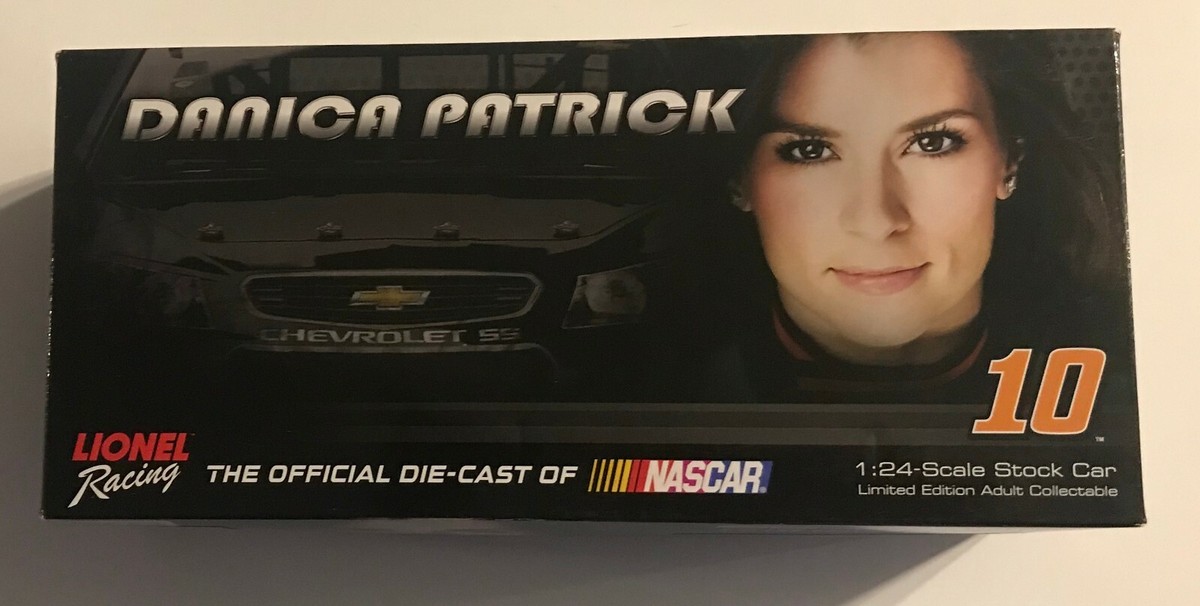 DANICA PATRICK
CHEVROLET SS
10
™
LIONEL
Racing
THE OFFICIAL DIE-CAST OF NASCAR®
1:24-Scale Stock Car
Limited Edition Adult Collectable